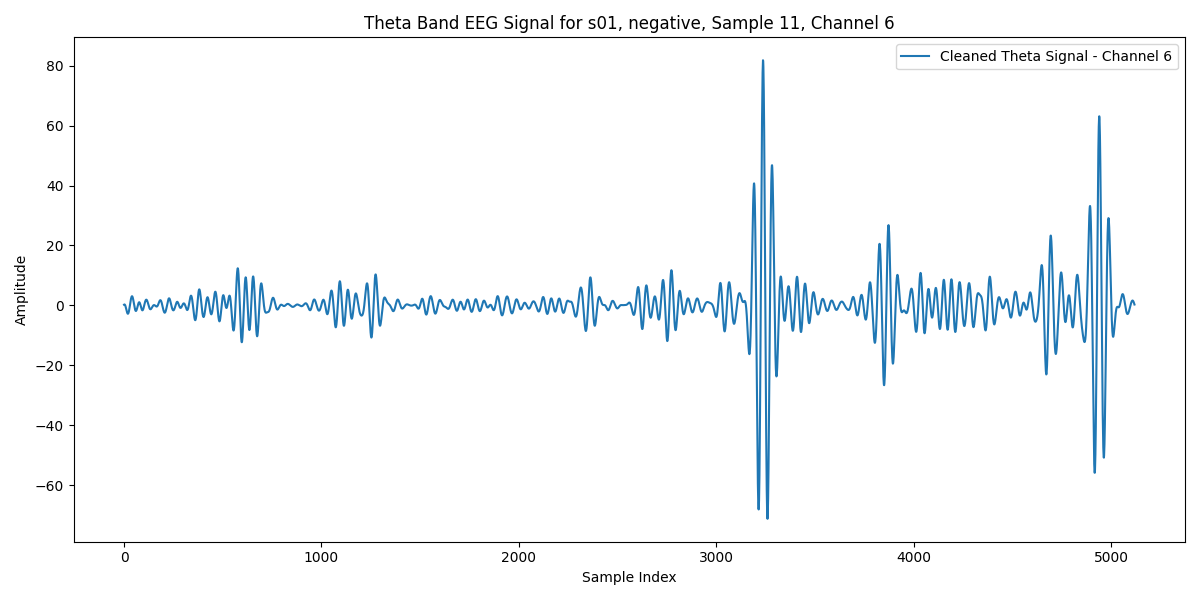 Theta Band EEG Signal for s01, negative, Sample 11, Channel 6
Cleaned Theta Signal - Channel 6
80
60
40
20
0
−20
−40
−60
Amplitude
0 1000 2000 3000 4000 5000
Sample Index